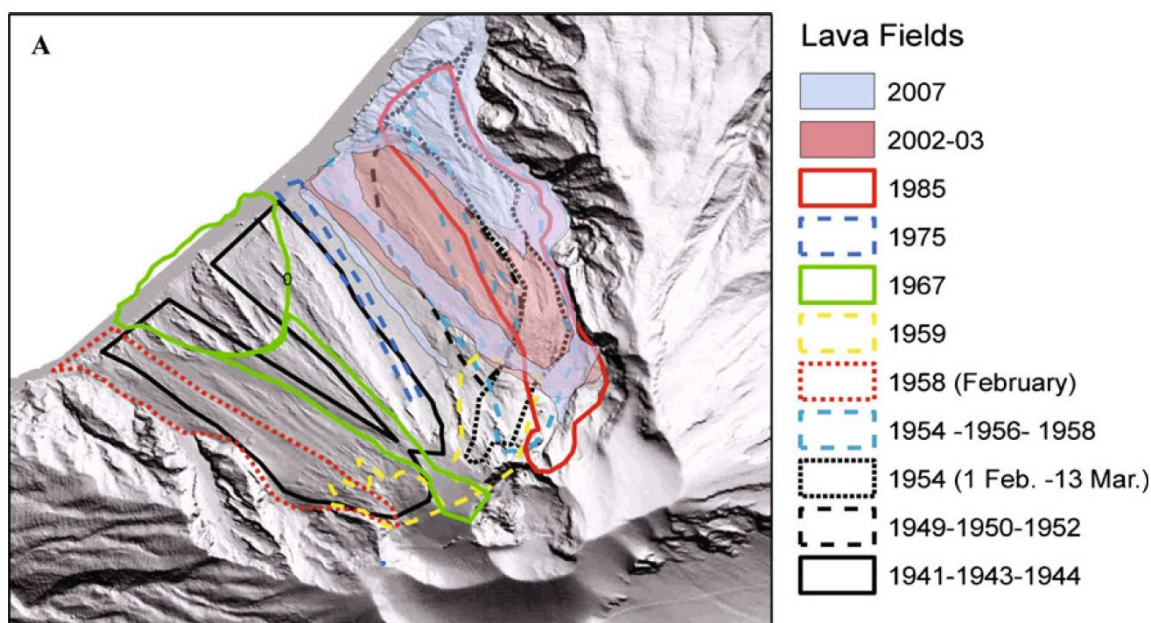 A
Lava Fields
2007
2002-03
1985
1975
1967
1959
1958 (February)
1954 -1956- 1958
1954 (1 Feb. -13 Mar.)
1949-1950-1952
1941-1943-1944